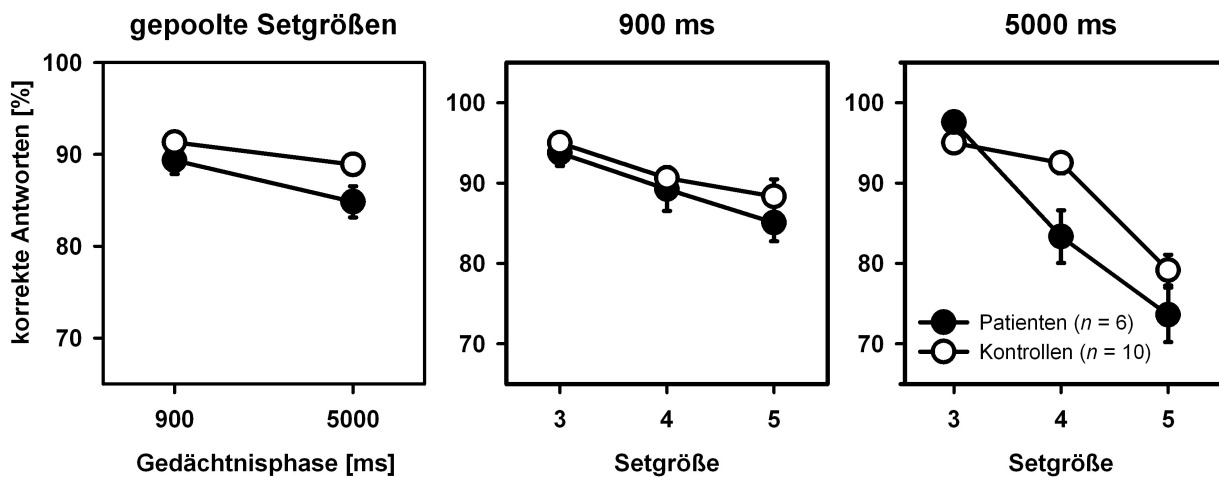 gepoolte Setgrößen
900 ms
5000 ms
korrekte Antworten [%]
100
90
80
70
900
5000
Gedächtnisphase [ms]
100
90
80
70
3
4
5
Setgröße
100
90
80
70
Patienten (n = 6)
Kontrollen (n = 10)
3
4
5
Setgröße